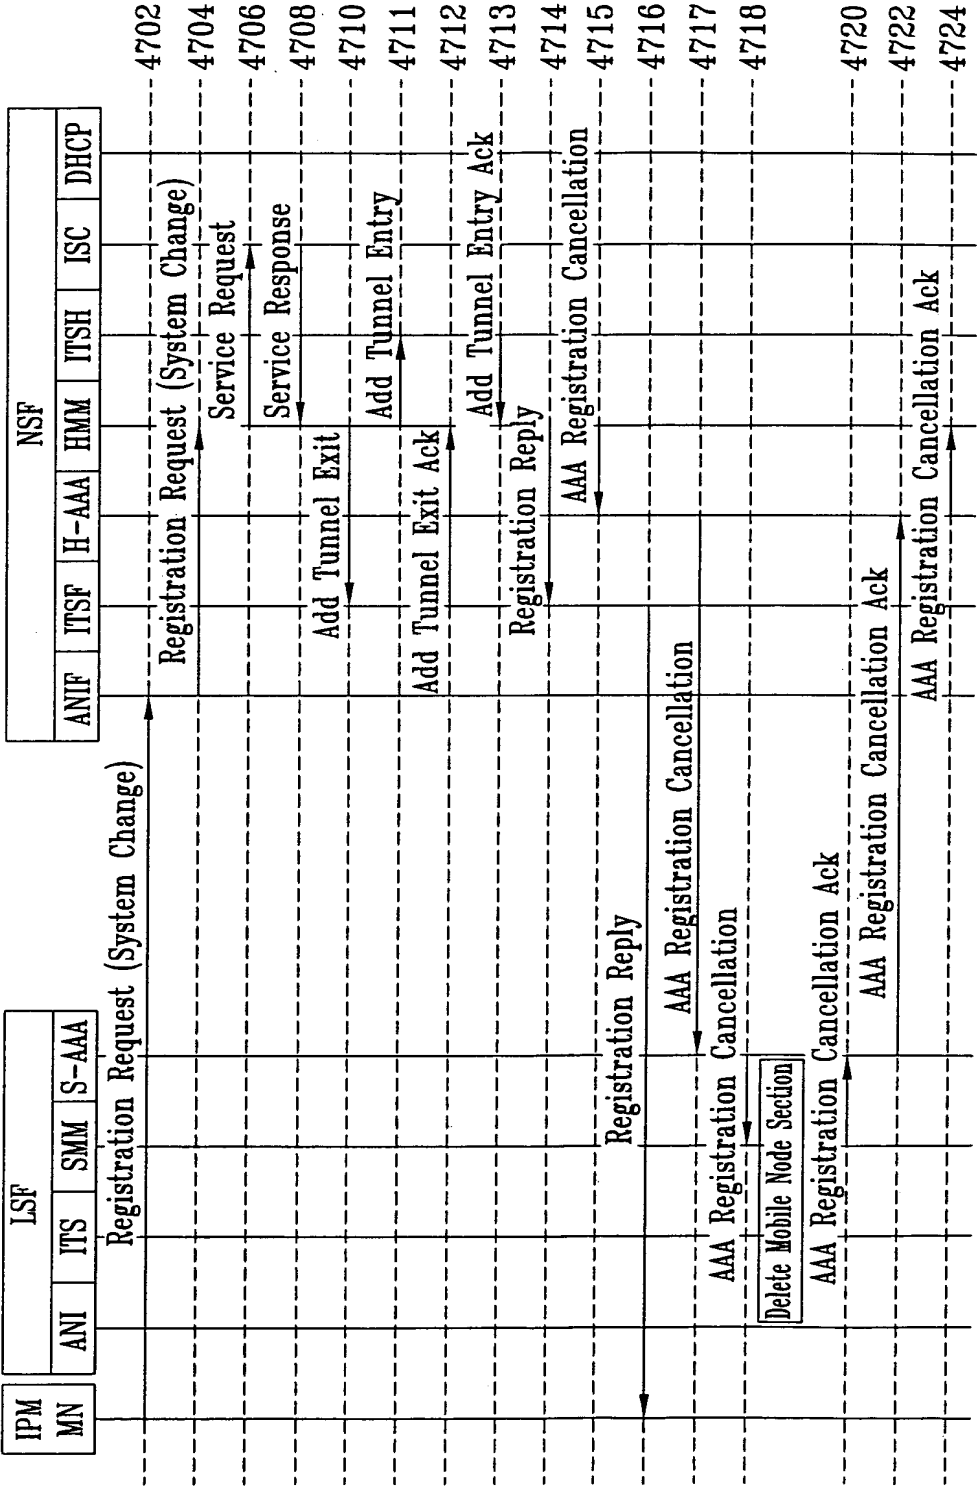 IPM
MN
LSF
ANI
ITS
SMM
S-AAA
NSF
ANIF
ITSF
H-AAA
HMM
ITSH
ISC
DHCP
Registration Request (System Change)
4702
Registration Request (System Change)
4704
Service Request
4706
Service Response
4708
Add Tunnel Exit
4710
Add Tunnel Entry
4711
Add Tunnel Exit Ack
4712
Add Tunnel Entry Ack
4713
Registration Reply
4714
AAA Registration Cancellation
4715
Registration Reply
4716
AAA Registration Cancellation
4717
AAA Registration Cancellation
4718
Delete Mobile Node Section
AAA Registration Cancellation Ack
4720
AAA Registration Cancellation Ack
4722
AAA Registration Cancellation Ack
4724